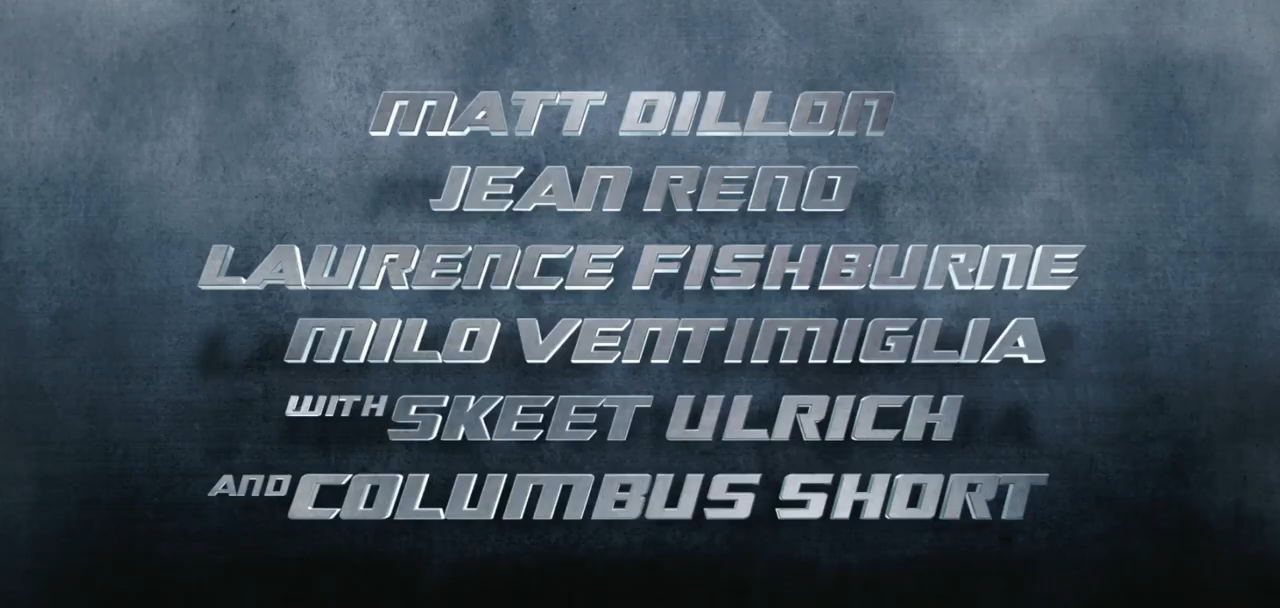 MATT DILLON
JEAN RENO
LAURENCE FISHBURNE
MILO VENTIMIGLIA
WITH SKEET ULRICH
AND COLUMBUS SHORT